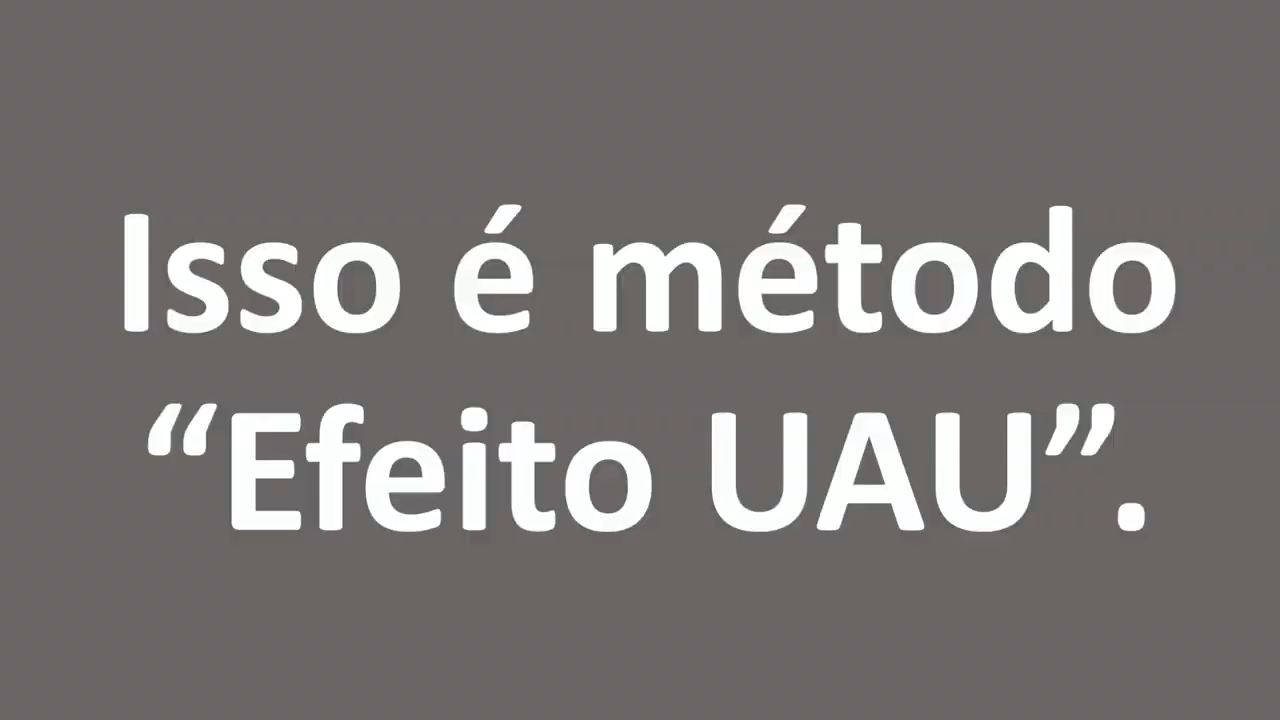 Isso é método
“Efeito UAU”.